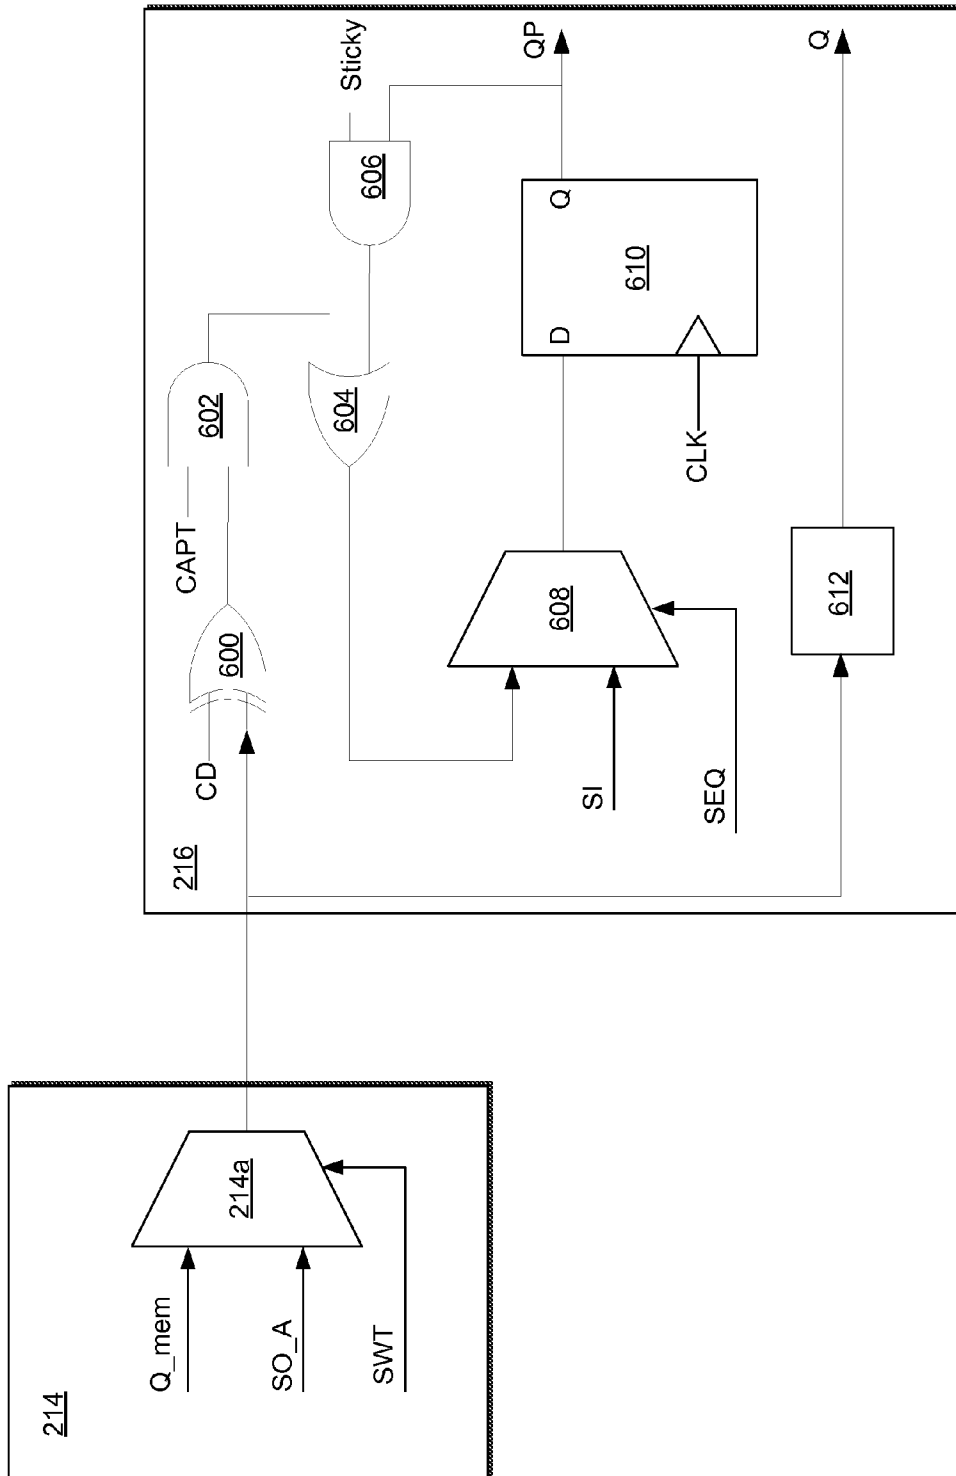 214
Q_mem
214a
SO_A
SWT
216
CD
600
CAPT
602
604
606
Sticky
608
SI
SEQ
D
Q
QP
610
CLK
612
Q